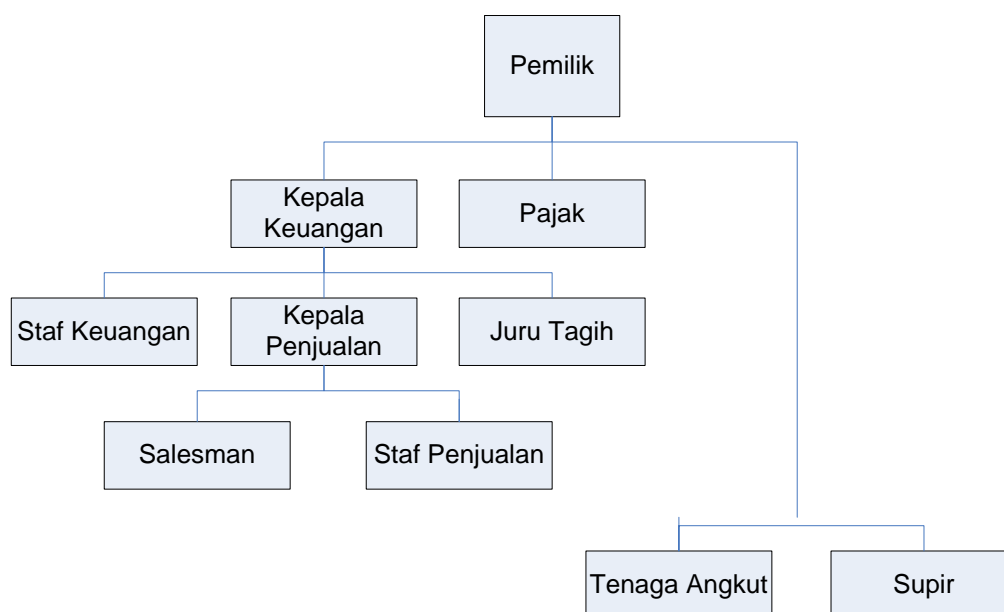 Pemilik
Kepala
Keuangan
Pajak
Staf Keuangan
Kepala
Penjualan
Juru Tagih
Salesman
Staf Penjualan
Tenaga Angkut
Supir